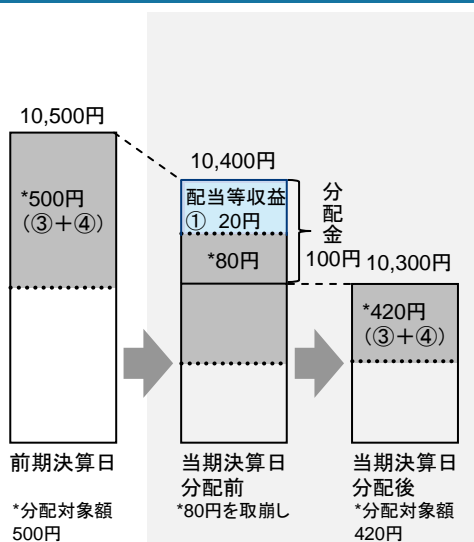 10,500円
*500円
(③+④)
10,400円
配当等収益
① 20円
*80円
分配金
100円
10,300円
*420円
(③+④)
前期決算日
*分配対象額
500円
当期決算日
分配前
*80円を取崩し
当期決算日
分配後
*分配対象額
420円